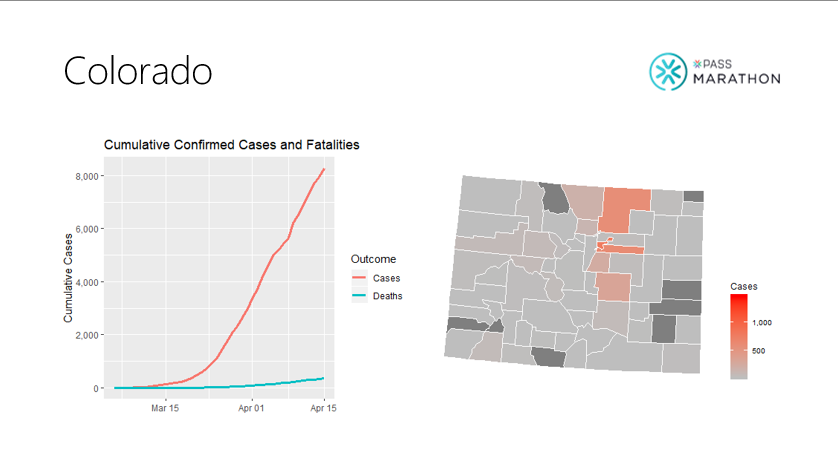 Colorado
PASS
MARATHON
Cumulative Confirmed Cases and Fatalities
Cumulative Cases
8,000
6,000
4,000
2,000
0
Mar 15
Apr 01
Apr 15
Outcome
Cases
Deaths
Cases
1,000
500